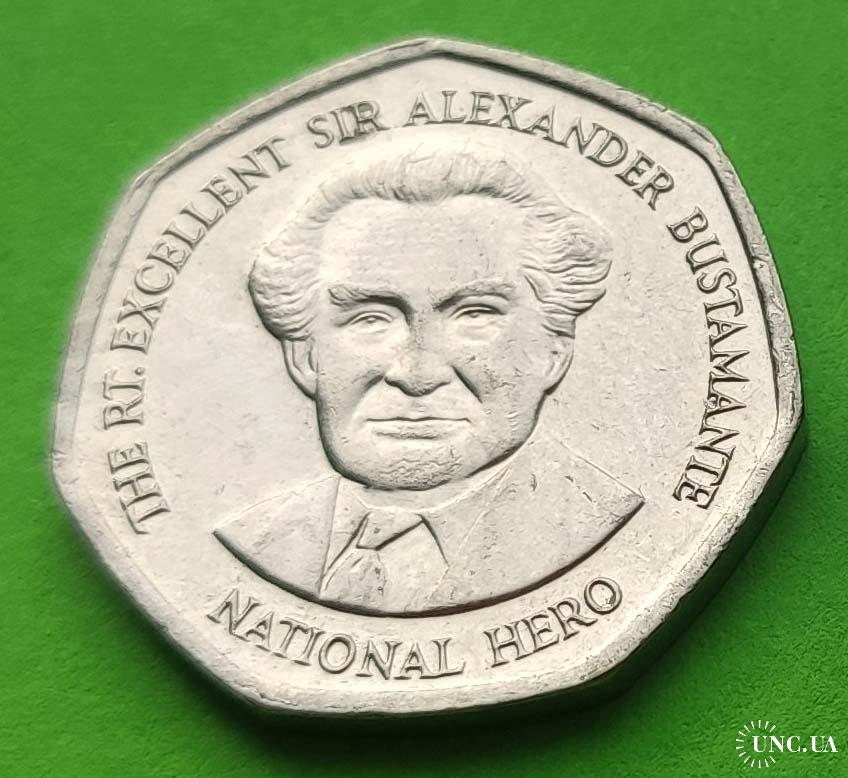 THE RT. EXCELLENT SIR ALEXANDER BUSTAMANTE
NATIONAL HERO
UNC.UA